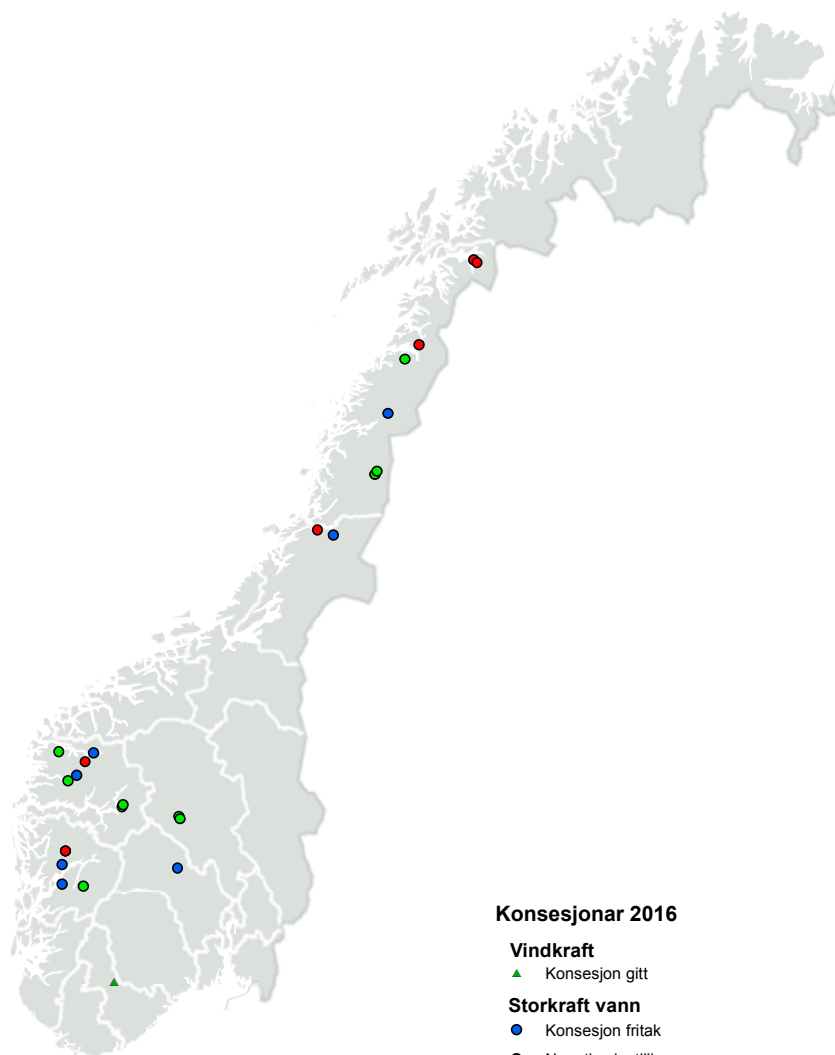 Konsesjonar 2016
Vindkraft
Konsesjon gitt
Storkraft vann
Konsesjon fritak